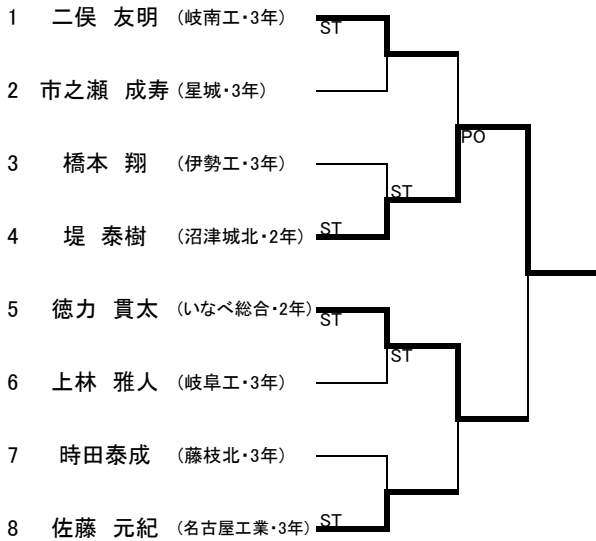 1 二俣 友明 (岐南工・3年) ST
2 市之瀬 成寿 (星城・3年)
PO
3 橋本 翔 (伊勢工・3年)
ST
4 堤 泰樹 (沼津城北・2年) ST
5 徳力 貫太 (いなべ総合・2年) ST
ST
6 上林 雅人 (岐阜工・3年)
7 時田泰成 (藤枝北・3年)
8 佐藤 元紀 (名古屋工業・3年) ST